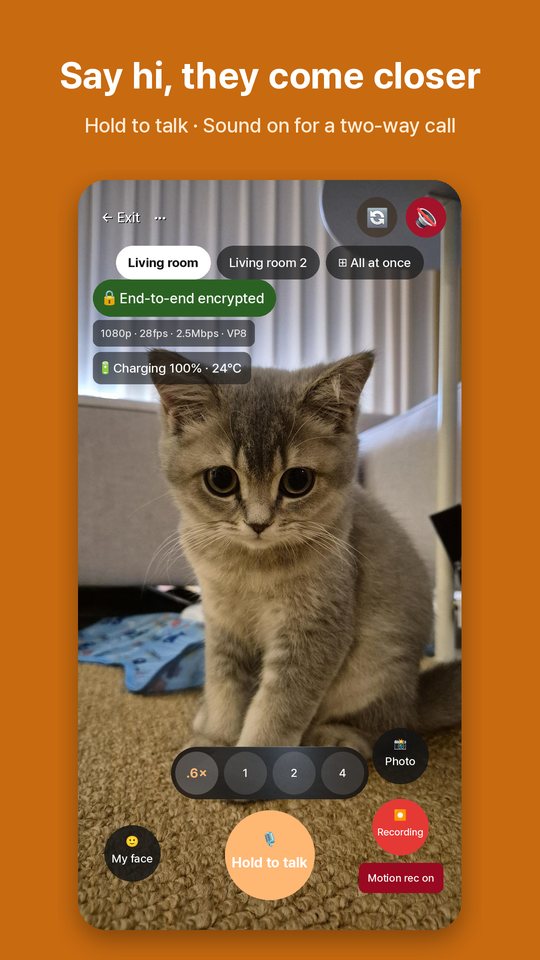 Say hi, they come closer
Hold to talk · Sound on for a two-way call
← Exit ...
Living room
Living room 2
⊞ All at once
End-to-end encrypted
1080p · 28fps · 2.5Mbps · VP8
Charging 100% · 24°C
.6×
1
2
4
Photo
Recording
My face
Hold to talk
Motion rec on